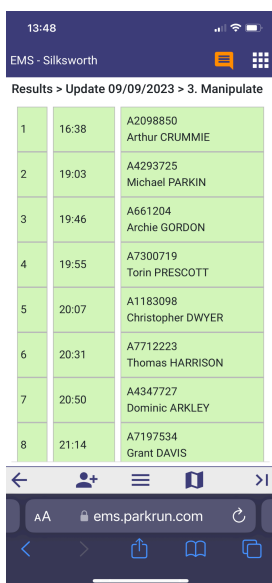 13:48
EMS - Silksworth
Results > Update 09/09/2023 > 3. Manipulate
1 16:38 A2098850
Arthur CRUMMIE
2 19:03 A4293725
Michael PARKIN
3 19:46 A661204
Archie GORDON
4 19:55 A7300719
Torin PRESCOTT
5 20:07 A1183098
Christopher DWYER
6 20:31 A7712223
Thomas HARRISON
7 20:50 A4347727
Dominic ARKLEY
8 21:14 A7197534
Grant DAVIS
AA ems.parkrun.com